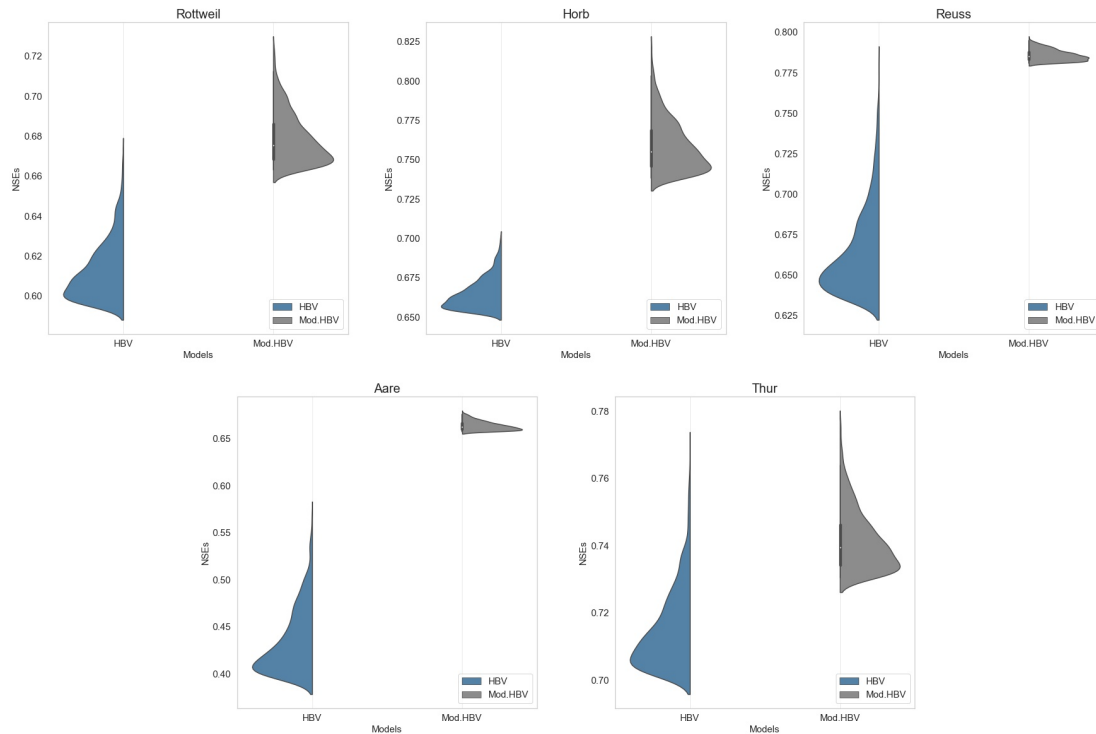 Rottweil
NSEs
0.72
0.70
0.68
0.66
0.64
0.62
0.60
HBV
Mod.HBV
HBV
Mod.HBV
Models
Horb
NSEs
0.825
0.800
0.775
0.750
0.725
0.700
0.675
0.650
HBV
Mod.HBV
HBV
Mod.HBV
Models
Reuss
NSEs
0.800
0.775
0.750
0.725
0.700
0.675
0.650
0.625
HBV
Mod.HBV
HBV
Mod.HBV
Models
Aare
NSEs
0.65
0.60
0.55
0.50
0.45
0.40
HBV
Mod.HBV
HBV
Mod.HBV
Models
Thur
NSEs
0.78
0.76
0.74
0.72
0.70
HBV
Mod.HBV
HBV
Mod.HBV
Models